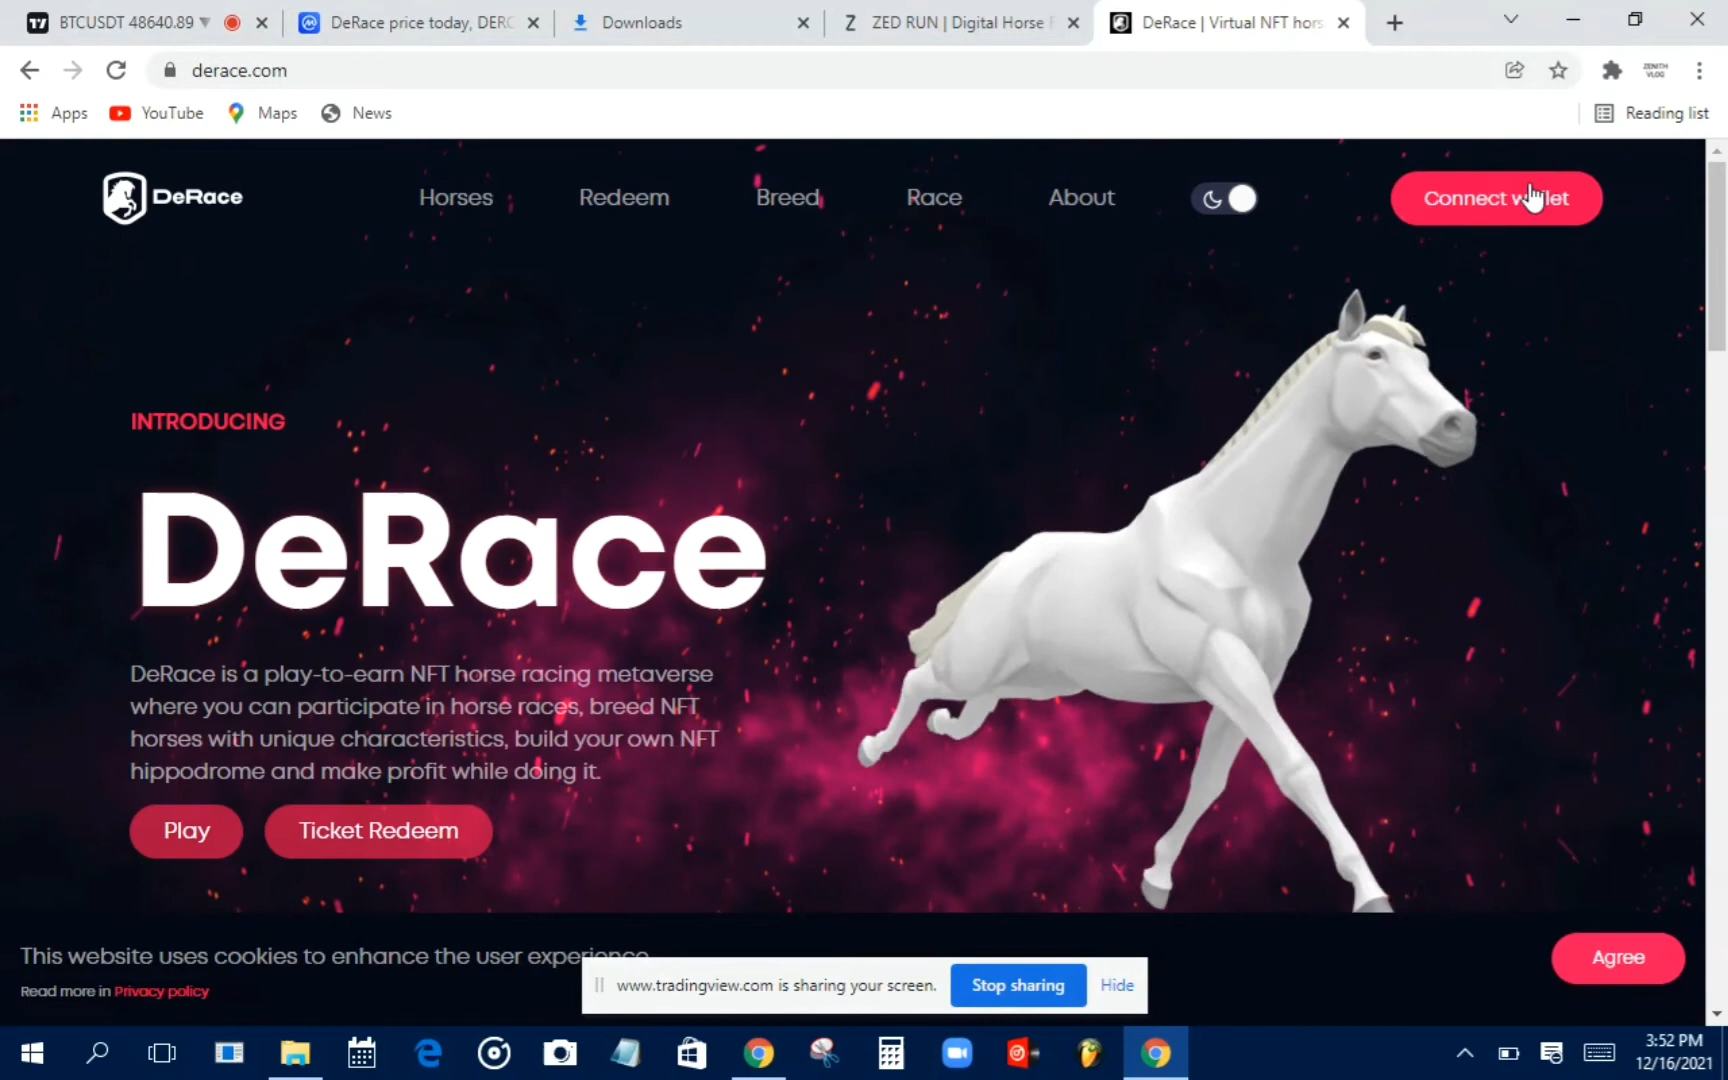 BTCUSDT 48640.89
DeRace price today, DERC
Downloads
ZED RUN | Digital Horse
DeRace | Virtual NFT hors
derace.com
ZENITH
VLOG
Apps
YouTube
Maps
News
Reading list
DeRace
Horses
Redeem
Breed
Race
About
Connect wallet
INTRODUCING
DeRace
DeRace is a play-to-earn NFT horse racing metaverse
where you can participate in horse races, breed NFT
horses with unique characteristics, build your own NFT
hippodrome and make profit while doing it.
Play
Ticket Redeem
This website uses cookies to enhance the user experience
Read more in Privacy policy
Agree
www.tradingview.com is sharing your screen.
Stop sharing
Hide
3:52 PM
12/16/2021